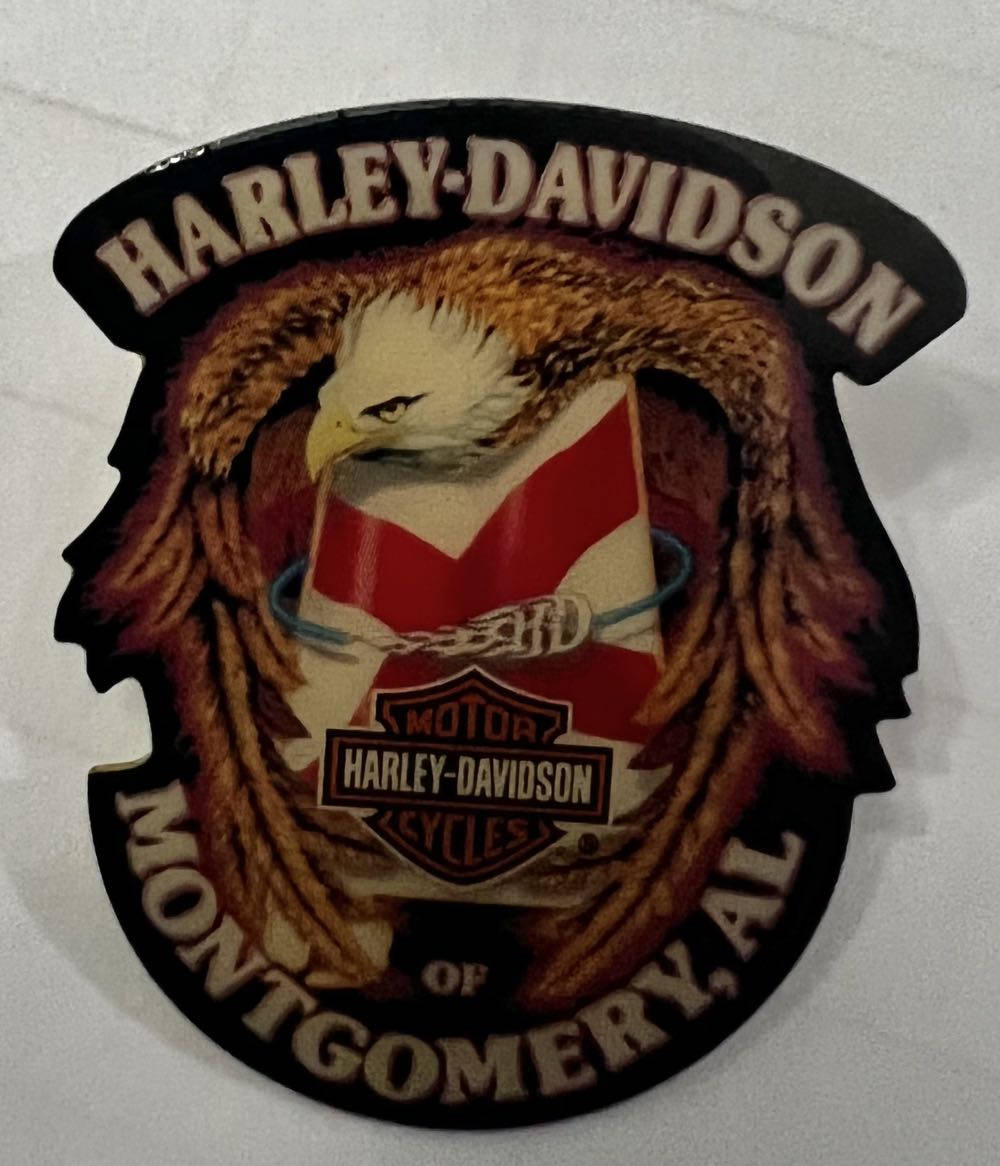 HARLEY-DAVIDSON
MOTOR
HARLEY-DAVIDSON
CYCLES
®
OF
MONTGOMERY, AL